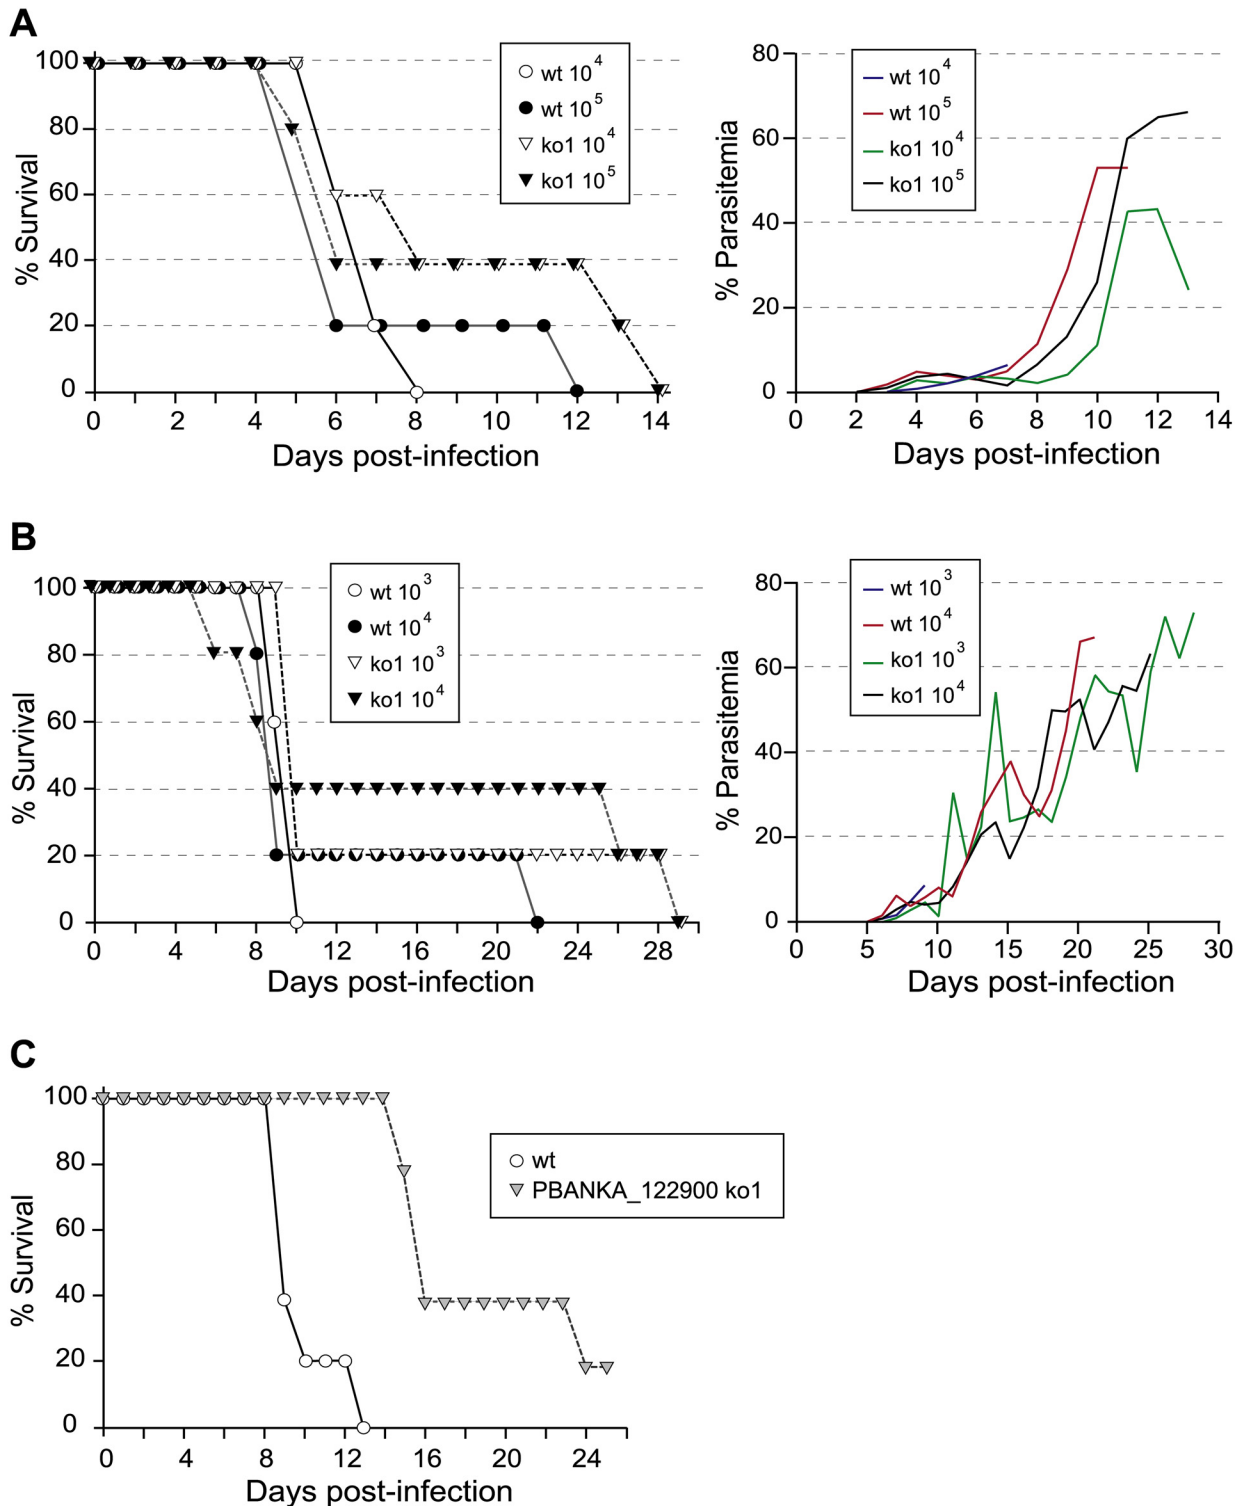 A
100
80
60
40
20
0
% Survival
0 2 4 6 8 10 12 14
Days post-infection
wt 10^4
wt 10^5
ko1 10^4
ko1 10^5
80
60
40
20
0
% Parasitemia
0 2 4 6 8 10 12 14
Days post-infection
wt 10^4
wt 10^5
ko1 10^4
ko1 10^5
B
100
80
60
40
20
0
% Survival
0 4 8 12 16 20 24 28
Days post-infection
wt 10^3
wt 10^4
ko1 10^3
ko1 10^4
80
60
40
20
0
% Parasitemia
0 5 10 15 20 25 30
Days post-infection
wt 10^3
wt 10^4
ko1 10^3
ko1 10^4
C
100
80
60
40
20
0
% Survival
0 4 8 12 16 20 24
Days post-infection
wt
PBANKA_122900 ko1